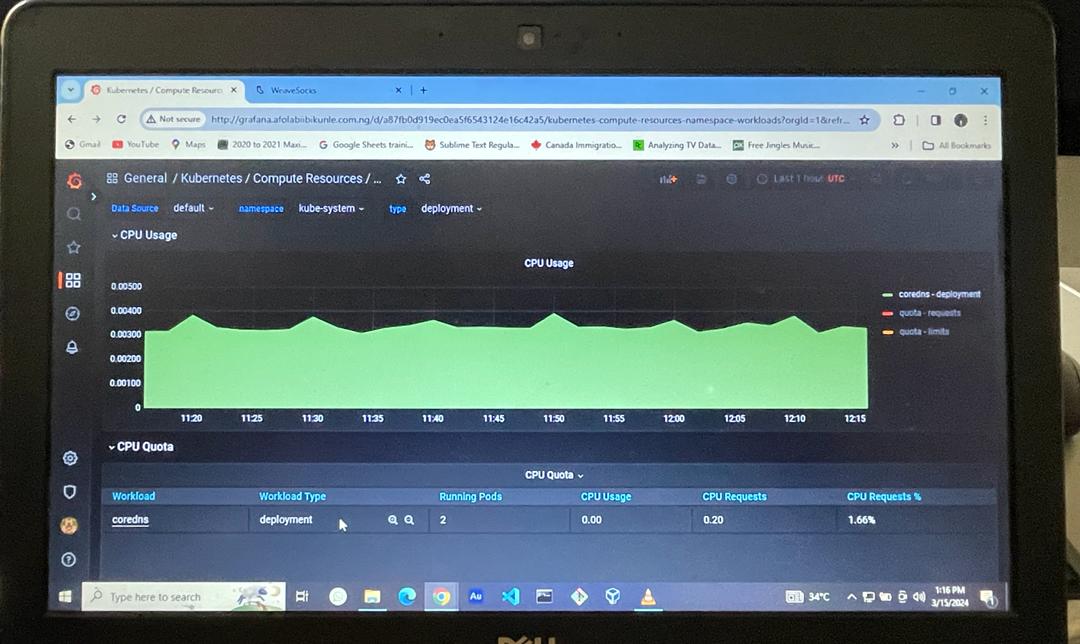 Kubernetes / Compute Resourc
WeaveSocks
Not secure
http://grafana.afolabiibikunle.com.ng/d/a87fb0d919ec0ea5f6543124e16c42a5/kubernetes-compute-resources-namespace-workloads?orgId=1&refr...
Gmail
YouTube
Maps
2020 to 2021 Maxi...
Google Sheets traini...
Sublime Text Regula...
Canada Immigratio...
Analyzing TV Data...
Free Jingles Music...
»
All Bookmarks
General / Kubernetes / Compute Resources / ...
Last 1 hour UTC
Data Source default
namespace kube-system
type deployment
CPU Usage
CPU Usage
0.00500
0.00400
0.00300
0.00200
0.00100
0
11:20 11:25 11:30 11:35 11:40 11:45 11:50 11:55 12:00 12:05 12:10 12:15
coredns - deployment
quota - requests
quota - limits
CPU Quota
CPU Quota
Workload Workload Type Running Pods CPU Usage CPU Requests CPU Requests %
coredns deployment 2 0.00 0.20 1.66%
Type here to search
Au
34°C
1:16 PM
3/15/2024
1
DELL